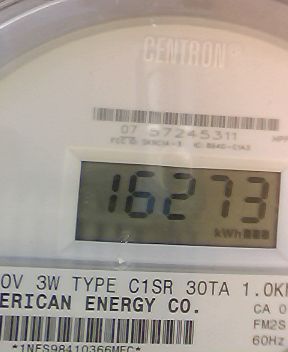 CENTRON®
07 57245311
16273
kWh
0V 3W TYPE C1SR 30TA 1.0K
ERICAN ENERGY CO.
CA 0
FM2S
60Hz
*1NFS98410366MFC*